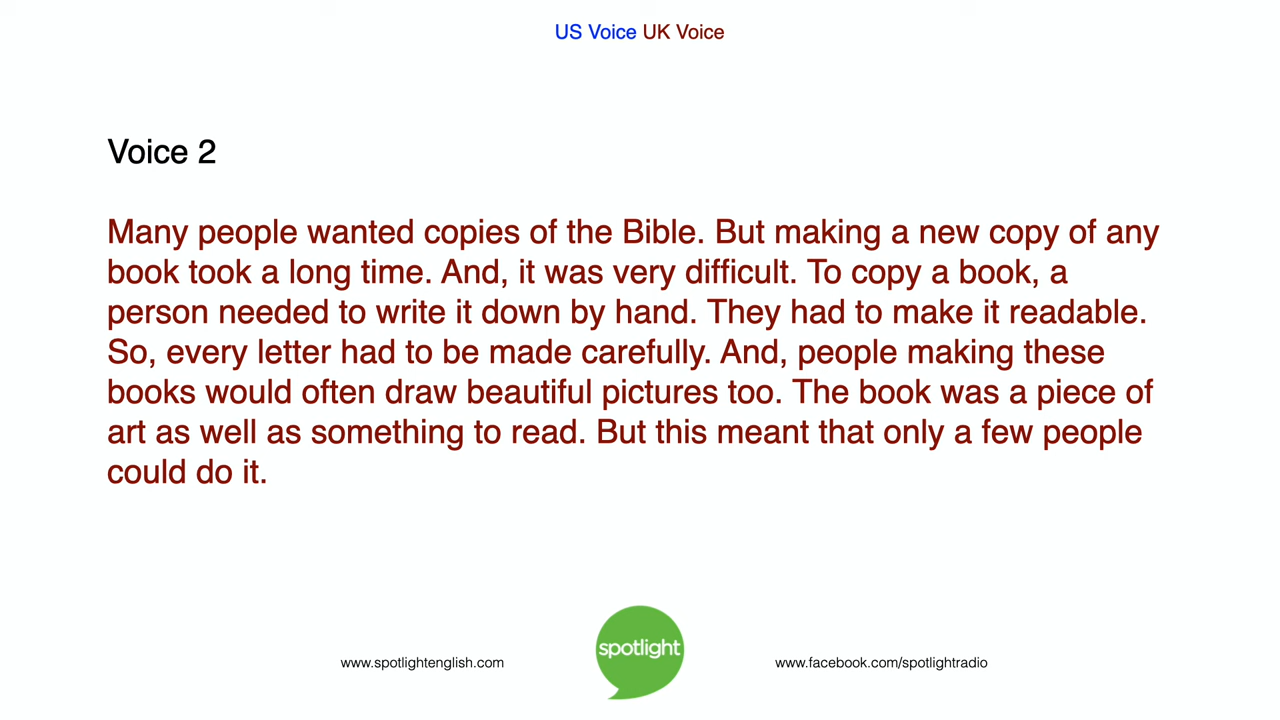 US Voice UK Voice
Voice 2
Many people wanted copies of the Bible. But making a new copy of any
book took a long time. And, it was very difficult. To copy a book, a
person needed to write it down by hand. They had to make it readable.
So, every letter had to be made carefully. And, people making these
books would often draw beautiful pictures too. The book was a piece of
art as well as something to read. But this meant that only a few people
could do it.
www.spotlightenglish.com
spotlight
www.facebook.com/spotlightradio